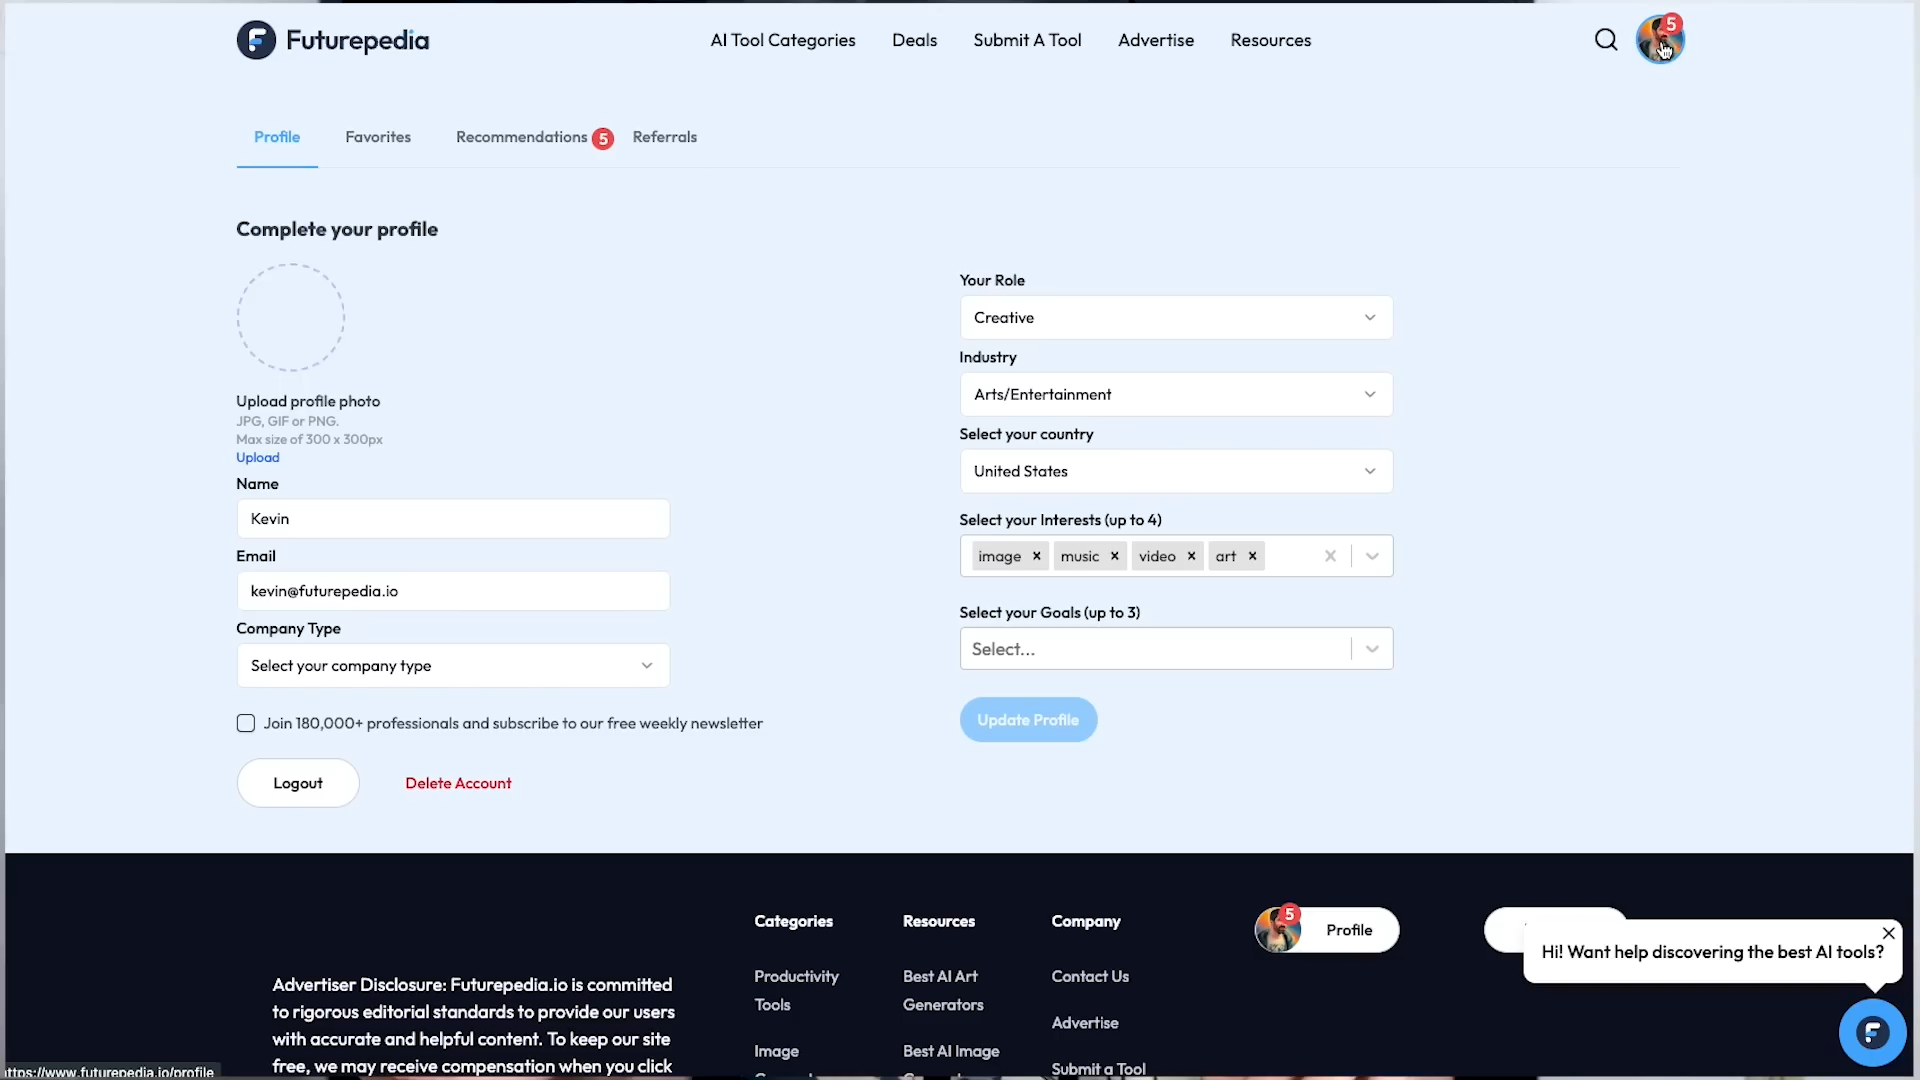 Futurepedia
AI Tool Categories
Deals
Submit A Tool
Advertise
Resources
5
Profile
Favorites
Recommendations 5
Referrals
Complete your profile
Upload profile photo
JPG, GIF or PNG.
Max size of 300 x 300px
Upload
Name
Kevin
Email
kevin@futurepedia.io
Company Type
Select your company type
Join 180,000+ professionals and subscribe to our free weekly newsletter
Logout
Delete Account
Your Role
Creative
Industry
Arts/Entertainment
Select your country
United States
Select your Interests (up to 4)
image
music
video
art
Select your Goals (up to 3)
Select...
Update Profile
Advertiser Disclosure: Futurepedia.io is committed
to rigorous editorial standards to provide our users
with accurate and helpful content. To keep our site
free, we may receive compensation when you click
Categories
Productivity
Tools
Image
Resources
Best AI Art
Generators
Best AI Image
Company
Contact Us
Advertise
Submit a Tool
5
Profile
Hi! Want help discovering the best AI tools?
ttps://www.futurepedia.io/profile